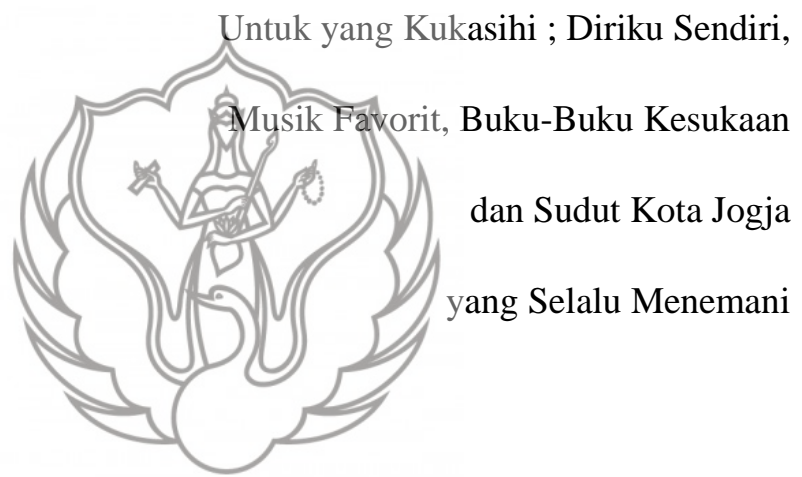 Untuk yang Kukasihi ; Diriku Sendiri,
Musik Favorit, Buku-Buku Kesukaan
dan Sudut Kota Jogja
yang Selalu Menemani